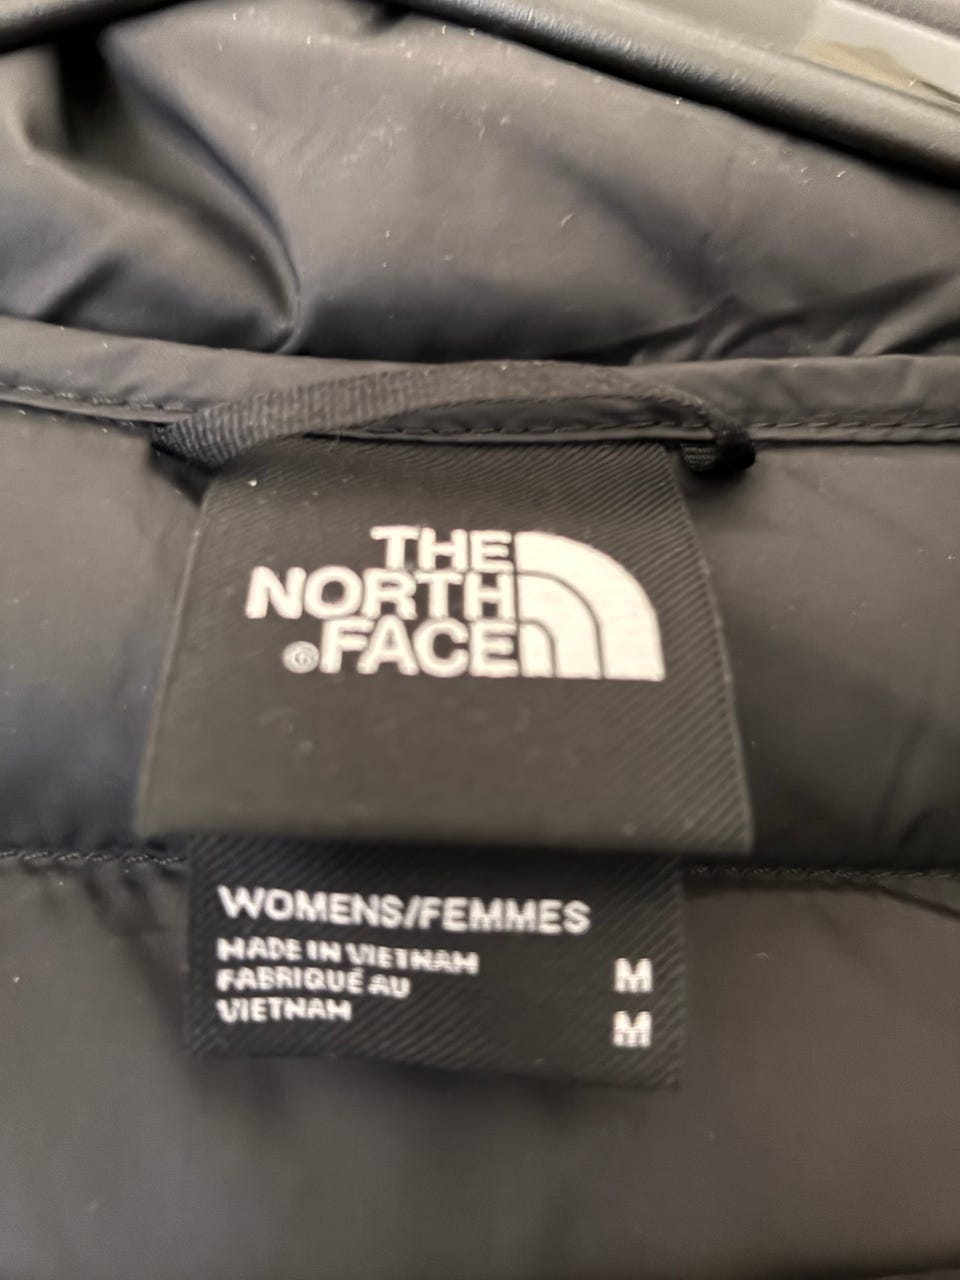 THE
NORTH
FACE
WOMENS/FEMMES
MADE IN VIETNAM
FABRIQUÉ AU
VIETNAM
M
M